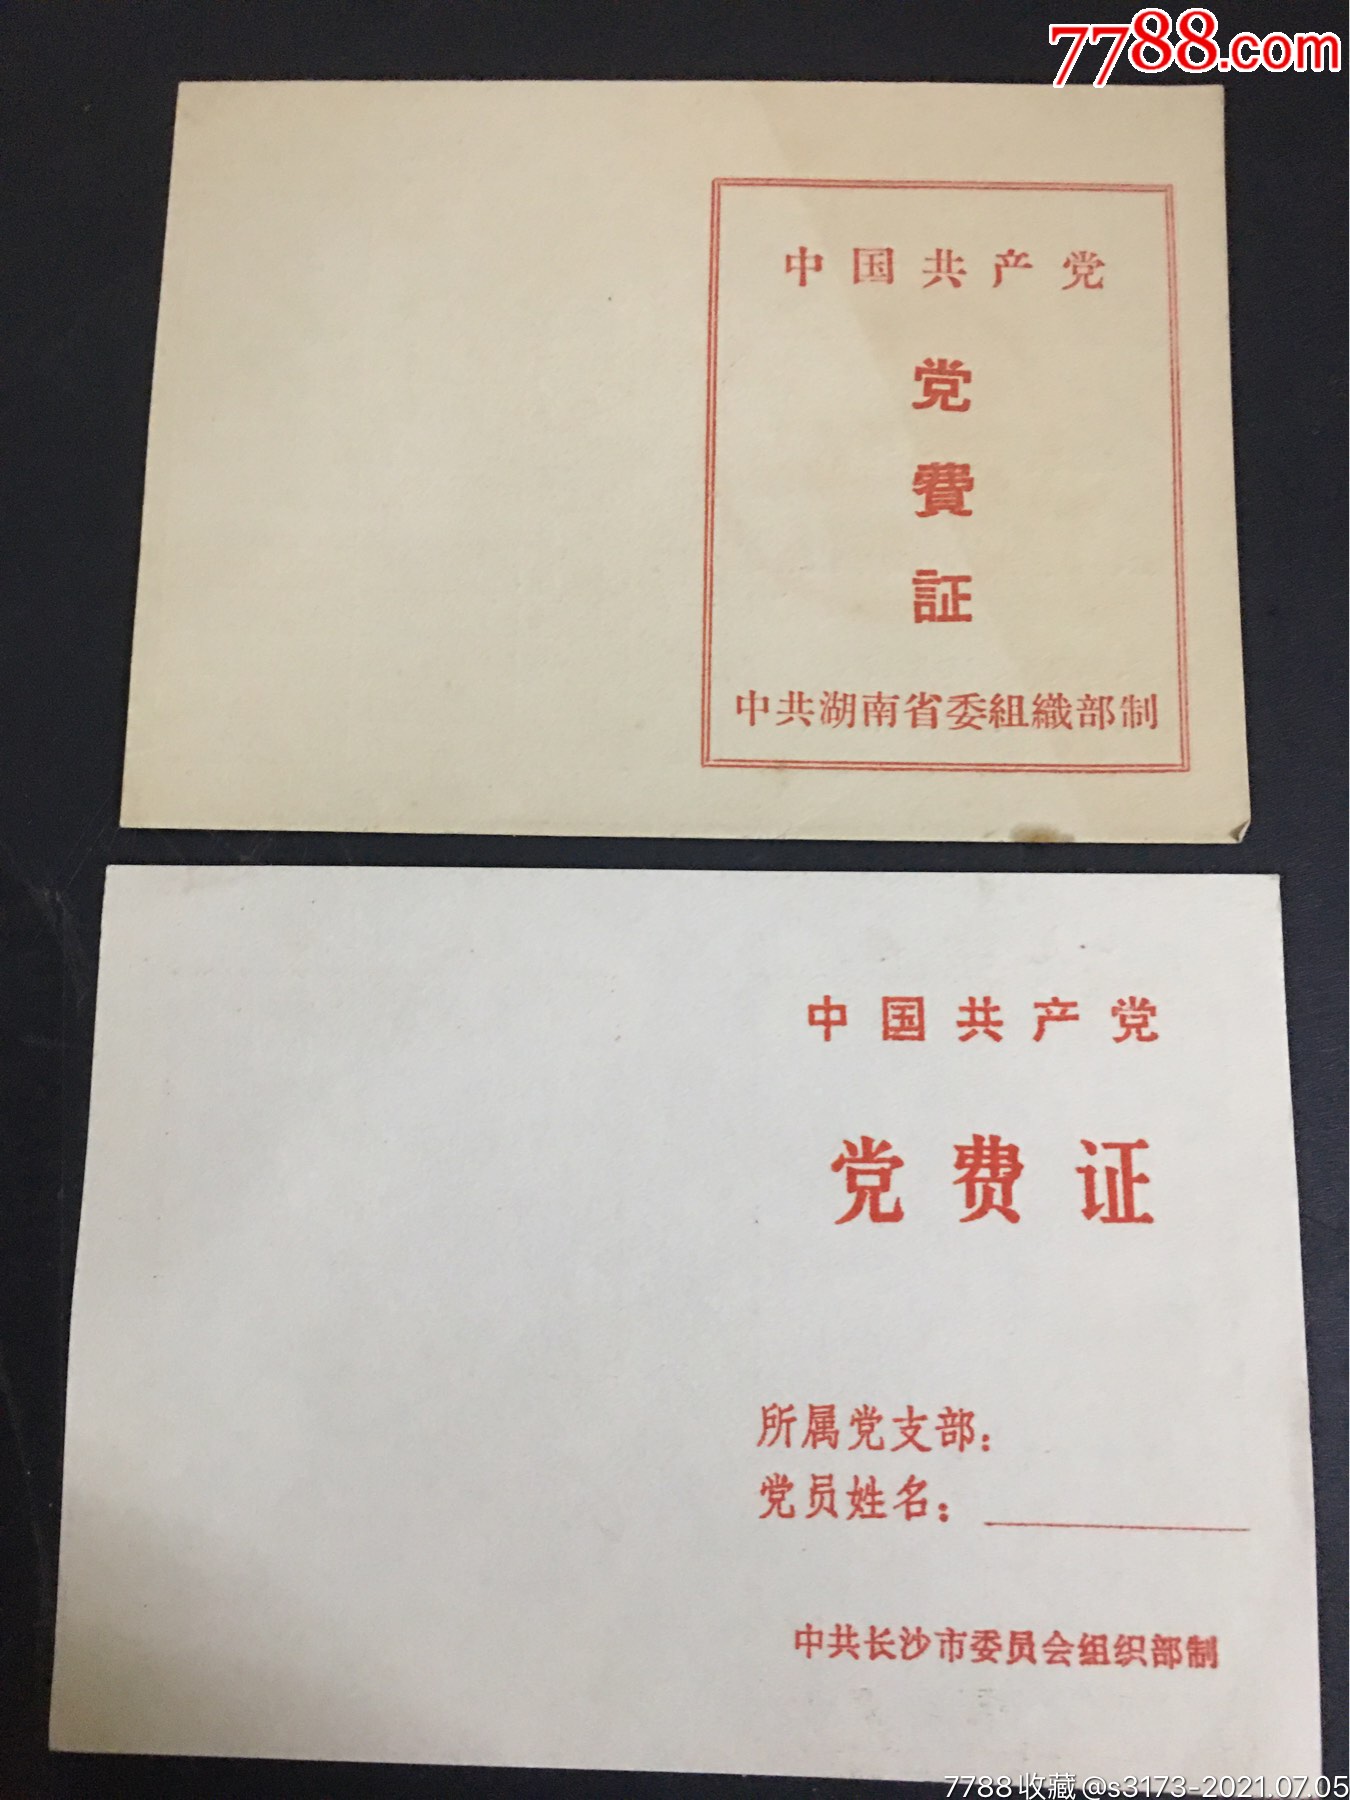 7788.com
中国共产党
党
費
証
中共湖南省委組織部制
中国共产党
党费证
所属党支部：
党员姓名：
中共长沙市委员会组织部制
7788收藏@s3173-2021.07.05